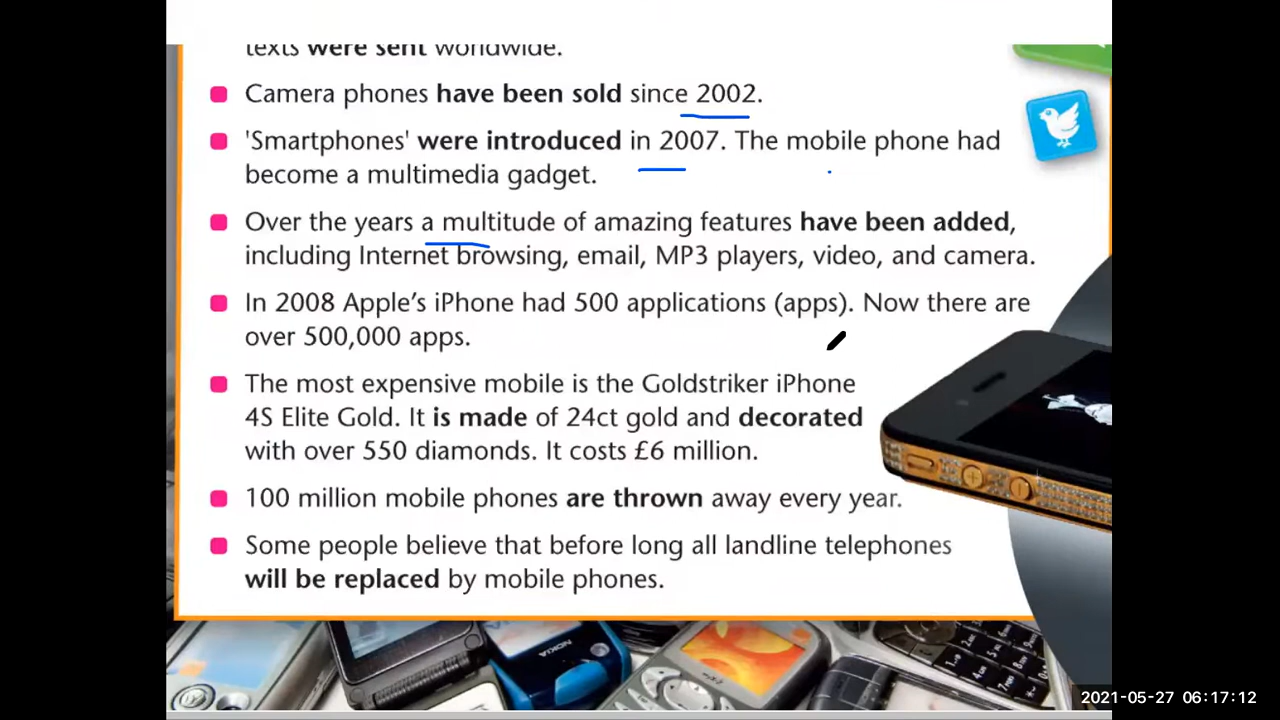 texts were sent worldwide.
Camera phones have been sold since 2002.
'Smartphones' were introduced in 2007. The mobile phone had
become a multimedia gadget.
Over the years a multitude of amazing features have been added,
including Internet browsing, email, MP3 players, video, and camera.
In 2008 Apple's iPhone had 500 applications (apps). Now there are
over 500,000 apps.
The most expensive mobile is the Goldstriker iPhone
4S Elite Gold. It is made of 24ct gold and decorated
with over 550 diamonds. It costs £6 million.
100 million mobile phones are thrown away every year.
Some people believe that before long all landline telephones
will be replaced by mobile phones.
NOKIA
2021-05-27 06:17:12